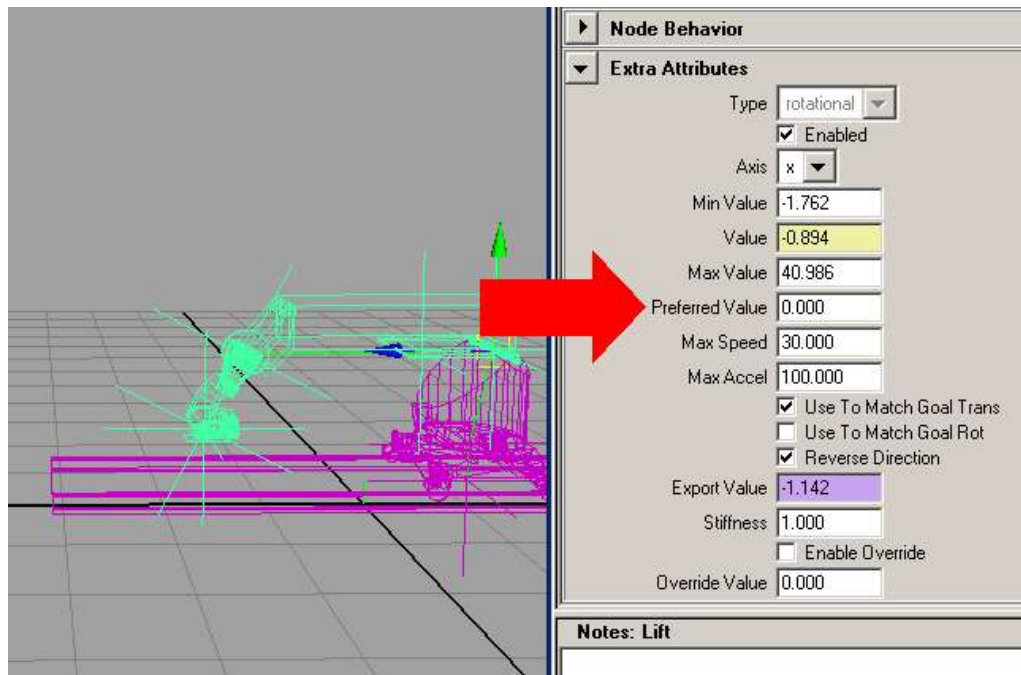 Node Behavior
Extra Attributes
Type rotational
Enabled
Axis x
Min Value -1.762
Value -0.894
Max Value 40.986
Preferred Value 0.000
Max Speed 30.000
Max Accel 100.000
Use To Match Goal Trans
Use To Match Goal Rot
Reverse Direction
Export Value -1.142
Stiffness 1.000
Enable Override
Override Value 0.000
Notes: Lift